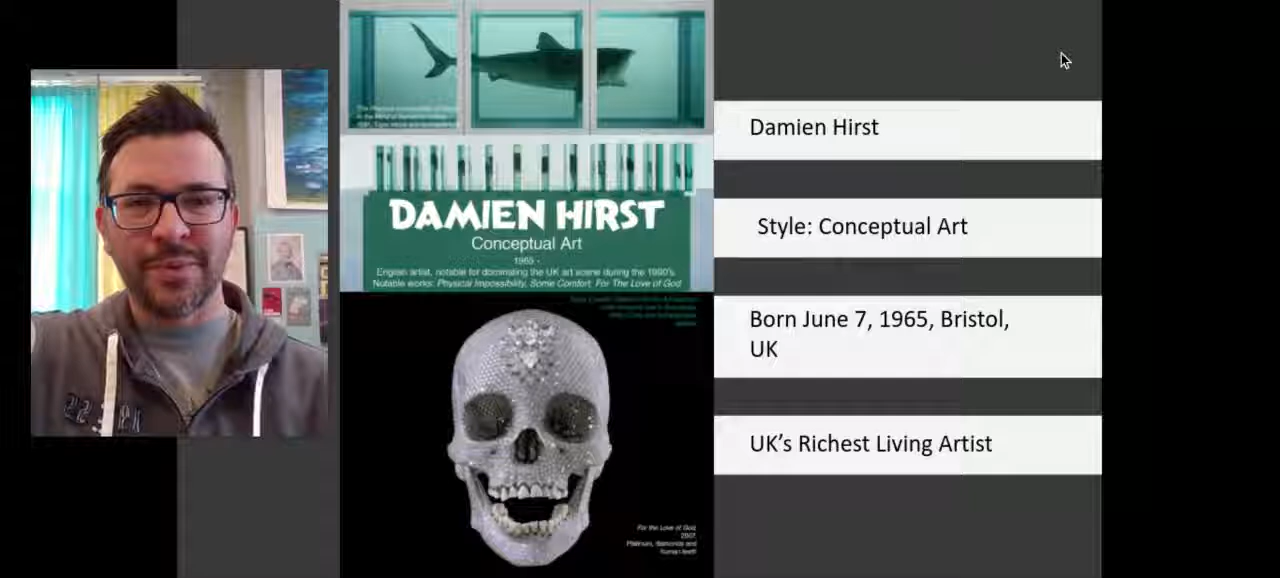 DAMIEN HIRST
Conceptual Art
1965 -
English artist, notable for dominating the UK art scene during the 1990's.
Notable works: Physical Impossibility, Some Comfort, For The Love of God
For the Love of God,
2007,
Platinum, diamonds and
human teeth
Damien Hirst
Style: Conceptual Art
Born June 7, 1965, Bristol,
UK
UK’s Richest Living Artist